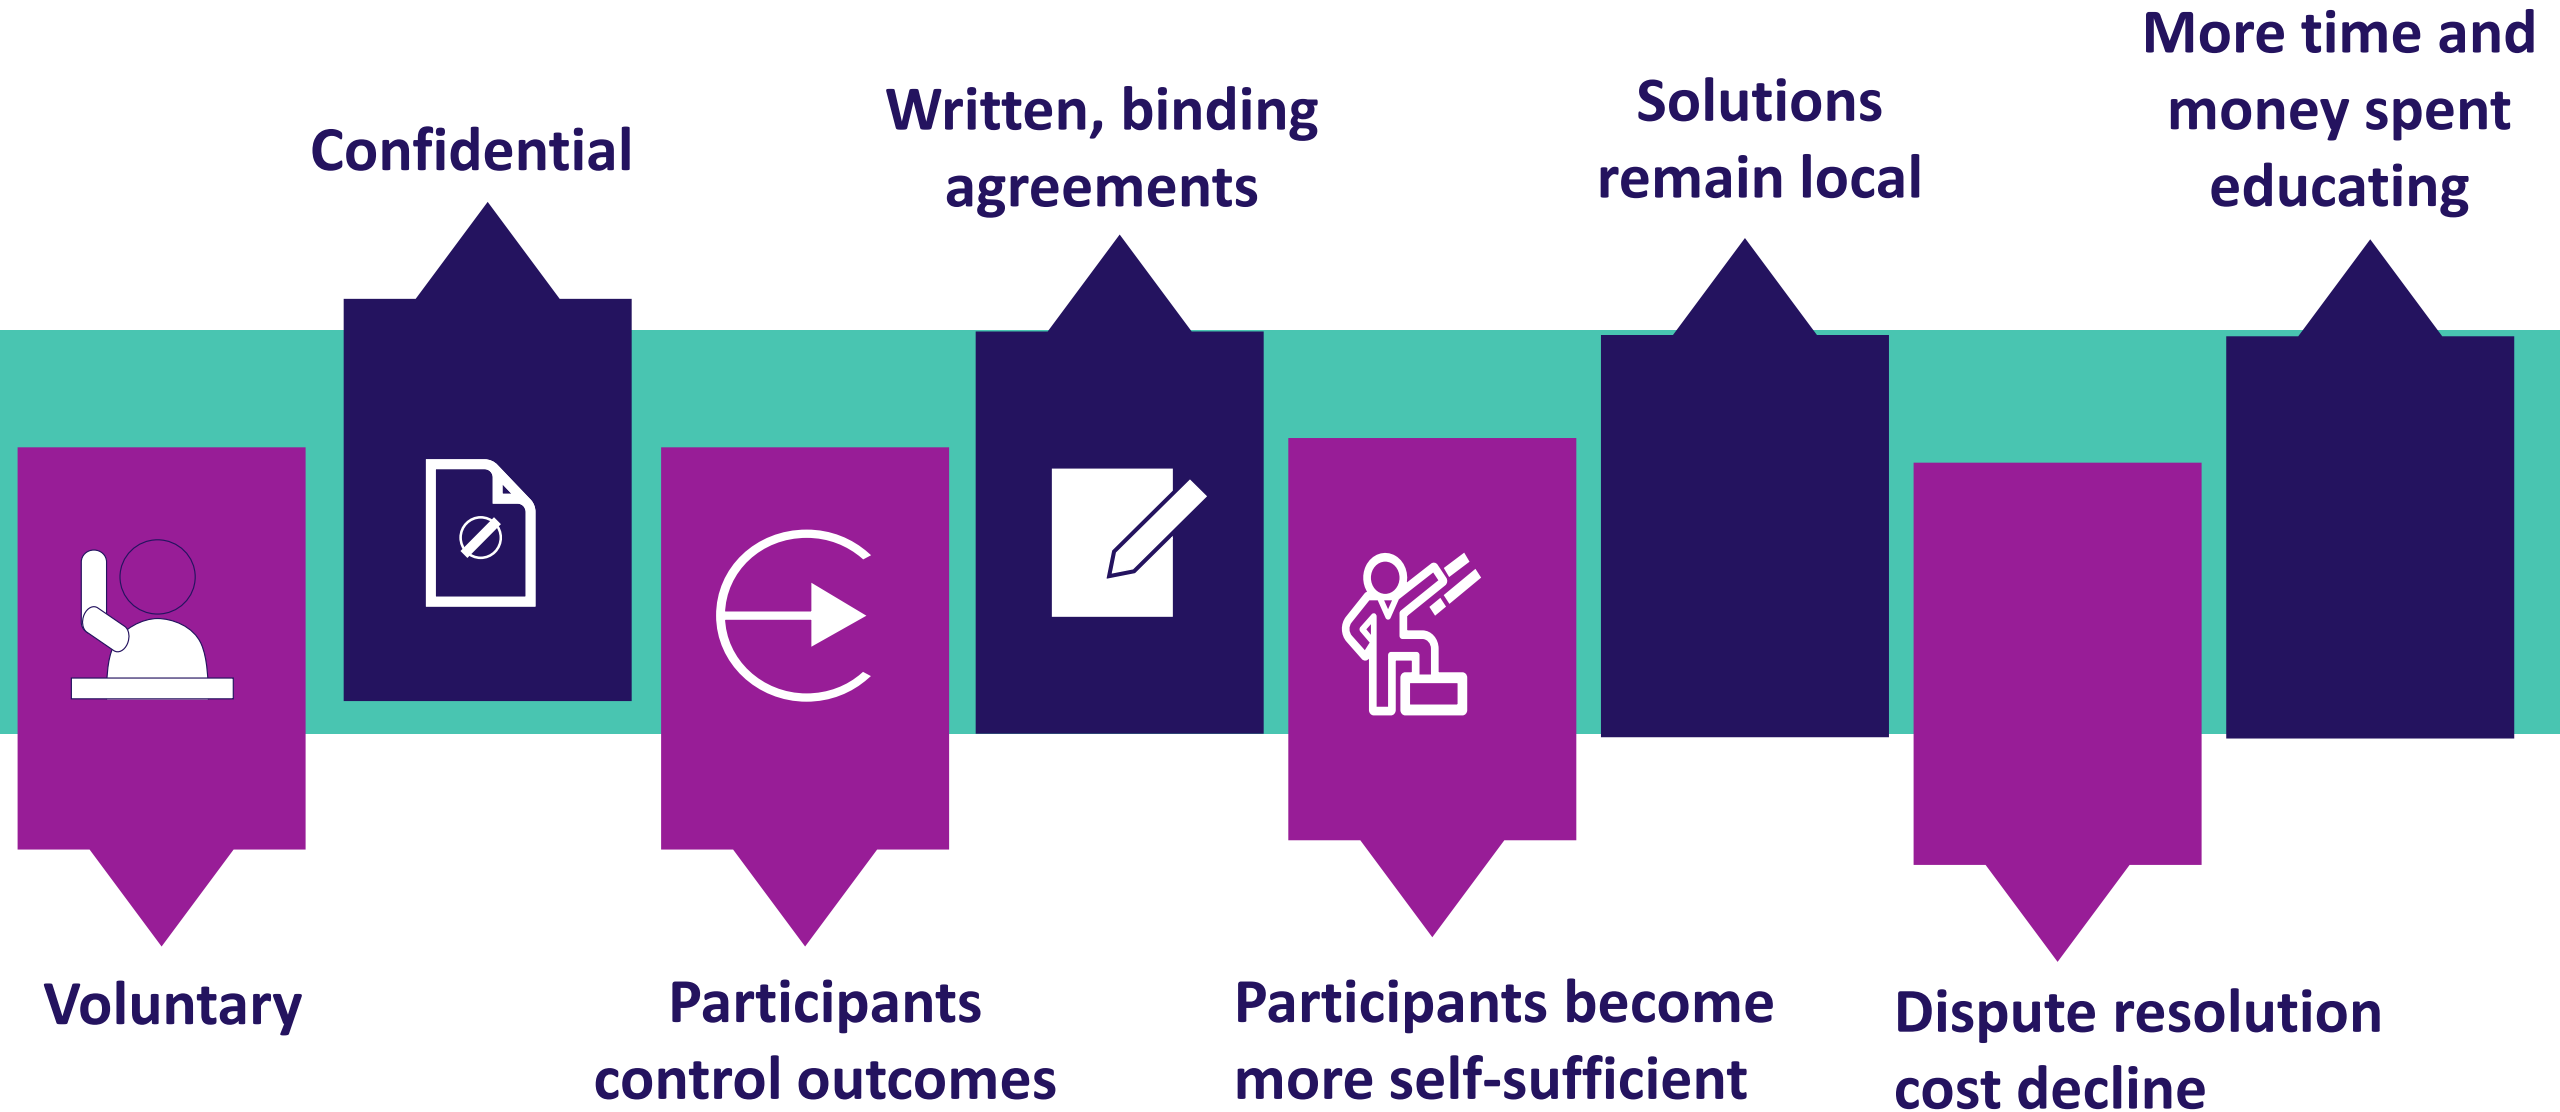 Voluntary
Confidential
Participants
control outcomes
Written, binding
agreements
Participants become
more self-sufficient
Solutions
remain local
Dispute resolution
cost decline
More time and
money spent
educating